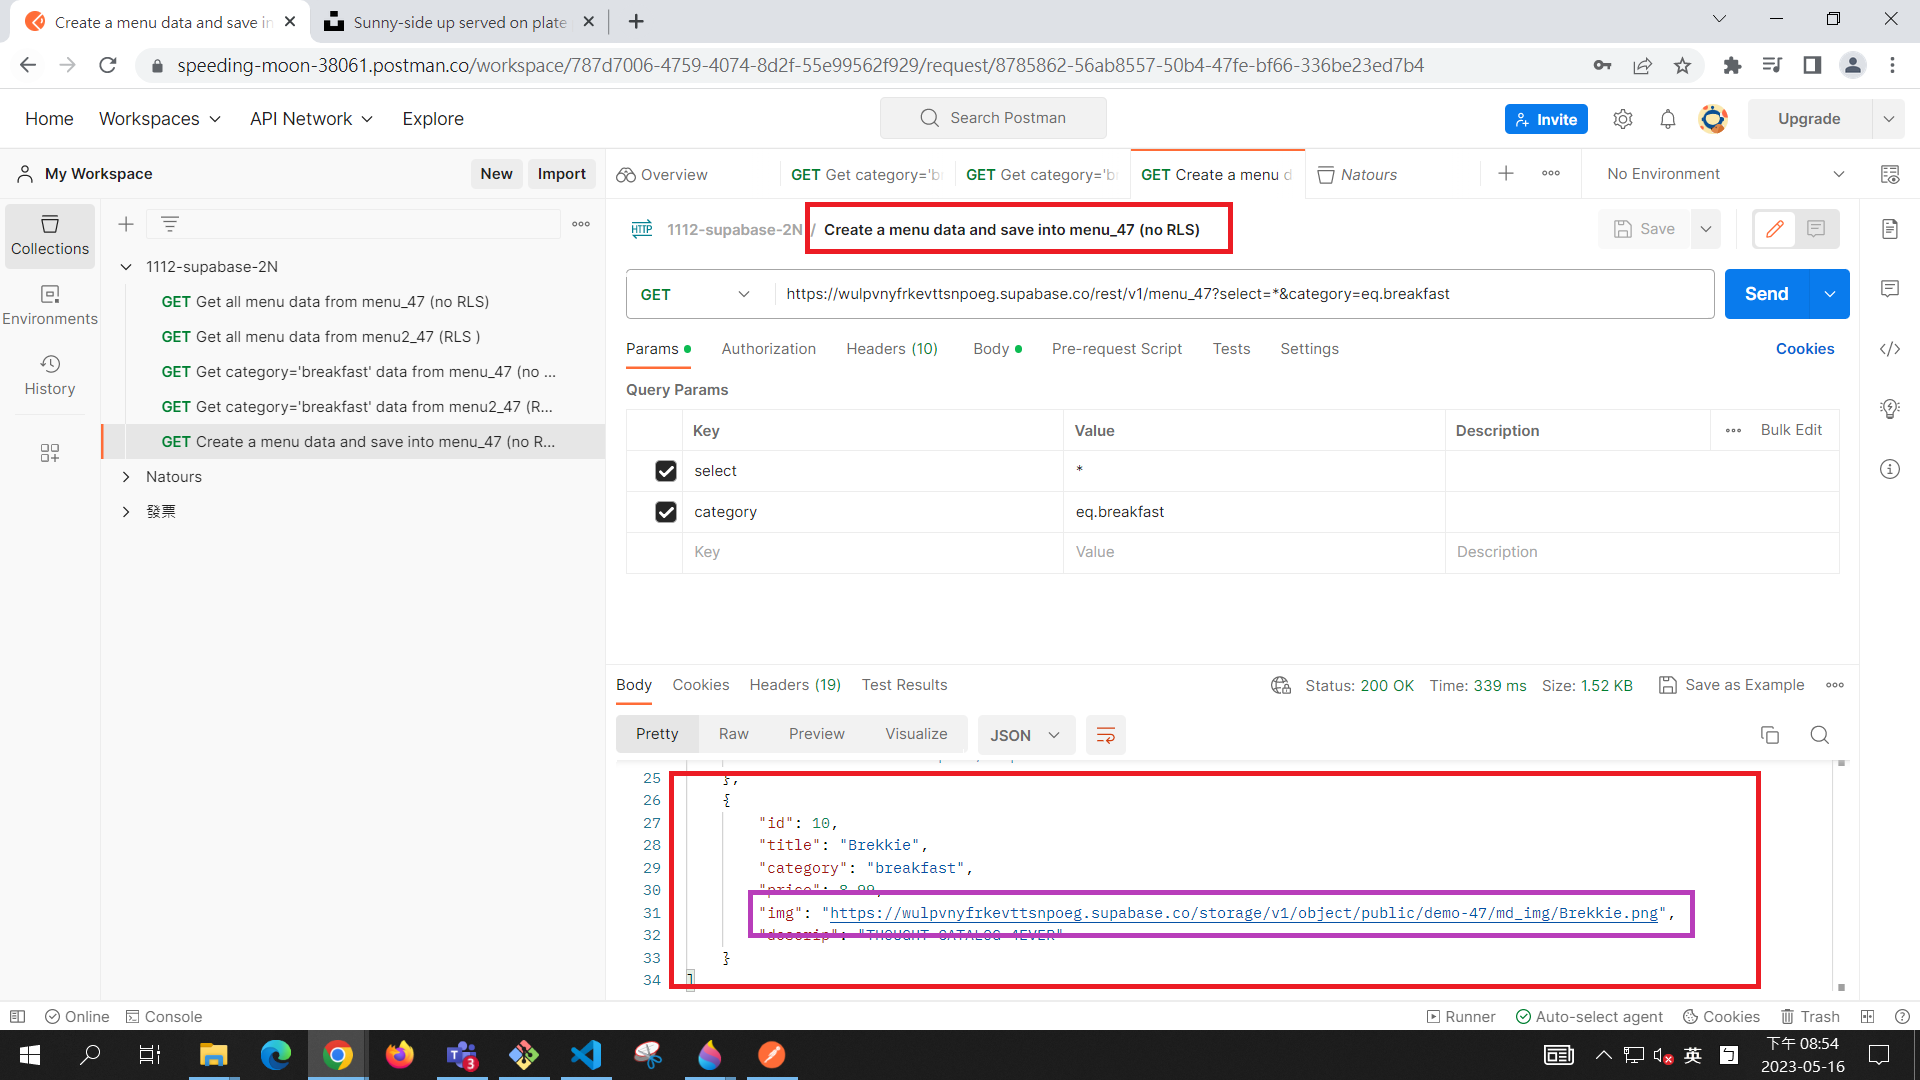 Create a menu data and save in
Sunny-side up served on plate
speeding-moon-38061.postman.co/workspace/787d7006-4759-4074-8d2f-55e99562f929/request/8785862-56ab8557-50b4-47fe-bf66-336be23ed7b4
Home
Workspaces
API Network
Explore
Search Postman
Invite
Upgrade
My Workspace
New
Import
Overview
GET Get category='b
GET Get category='b
GET Create a menu d
Natours
No Environment
Collections
Environments
History
1112-supabase-2N
GET Get all menu data from menu_47 (no RLS)
GET Get all menu data from menu2_47 (RLS )
GET Get category='breakfast' data from menu_47 (no ...
GET Get category='breakfast' data from menu2_47 (R...
GET Create a menu data and save into menu_47 (no R...
Natours
發票
HTTP
1112-supabase-2N / Create a menu data and save into menu_47 (no RLS)
Save
GET
https://wulpvnyfrkevttsnpoeg.supabase.co/rest/v1/menu_47?select=*&category=eq.breakfast
Send
Params
Authorization
Headers (10)
Body
Pre-request Script
Tests
Settings
Cookies
Query Params
Key
Value
Description
Bulk Edit
select
*
category
eq.breakfast
Key
Value
Description
Body
Cookies
Headers (19)
Test Results
Status: 200 OK
Time: 339 ms
Size: 1.52 KB
Save as Example
Pretty
Raw
Preview
Visualize
JSON
25 },
26 {
27 "id": 10,
28 "title": "Brekkie",
29 "category": "breakfast",
30 "price": 8.99,
31 "img": "https://wulpvnyfrkevttsnpoeg.supabase.co/storage/v1/object/public/demo-47/md_img/Brekkie.png",
32 "descrip": "THOUGHT CATALOG 4EVER"
33 }
34 ]
Online
Console
Runner
Auto-select agent
Cookies
Trash
3
英
下午 08:54
2023-05-16